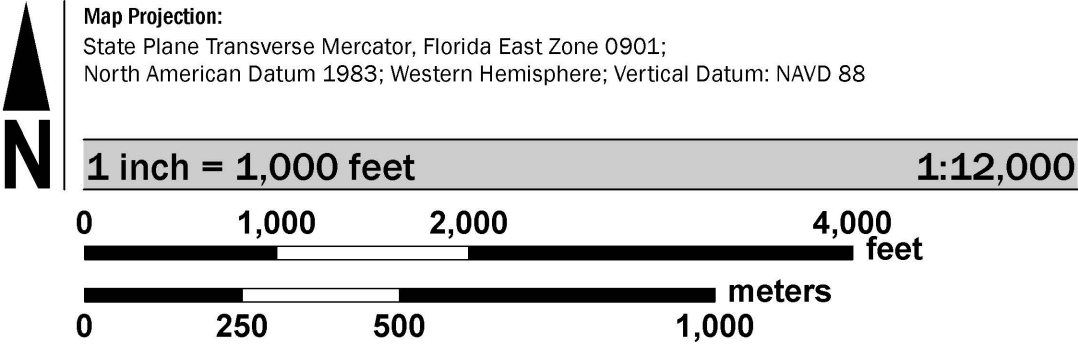 Map Projection:
State Plane Transverse Mercator, Florida East Zone 0901;
North American Datum 1983; Western Hemisphere; Vertical Datum: NAVD 88
N
1 inch = 1,000 feet 1:12,000
0 1,000 2,000 4,000
feet
meters
0 250 500 1,000